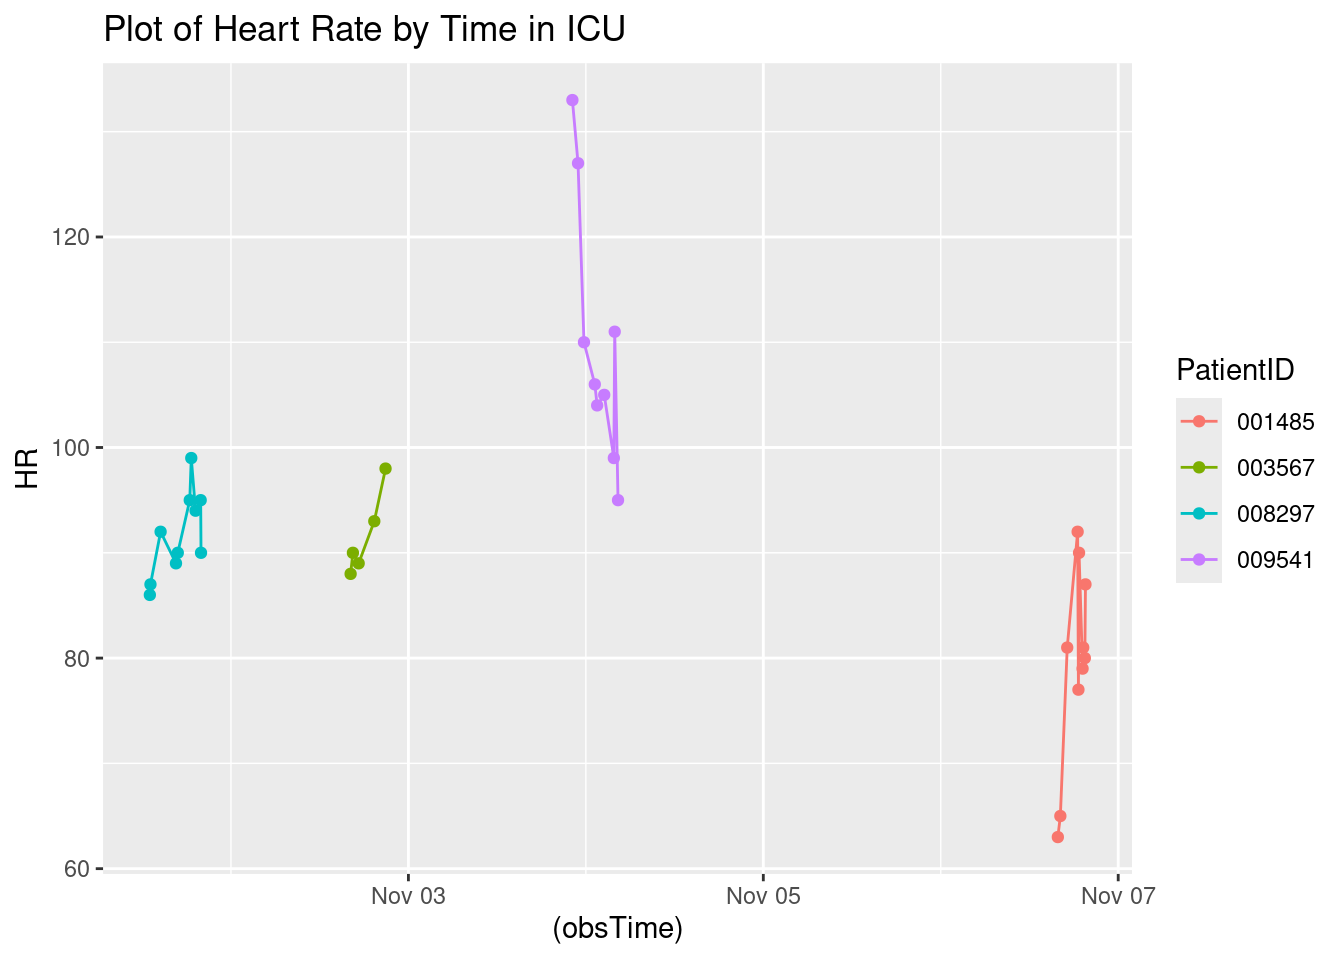 Plot of Heart Rate by Time in ICU
120
100
80
60
HR
Nov 03
Nov 05
Nov 07
(obsTime)
PatientID
001485
003567
008297
009541